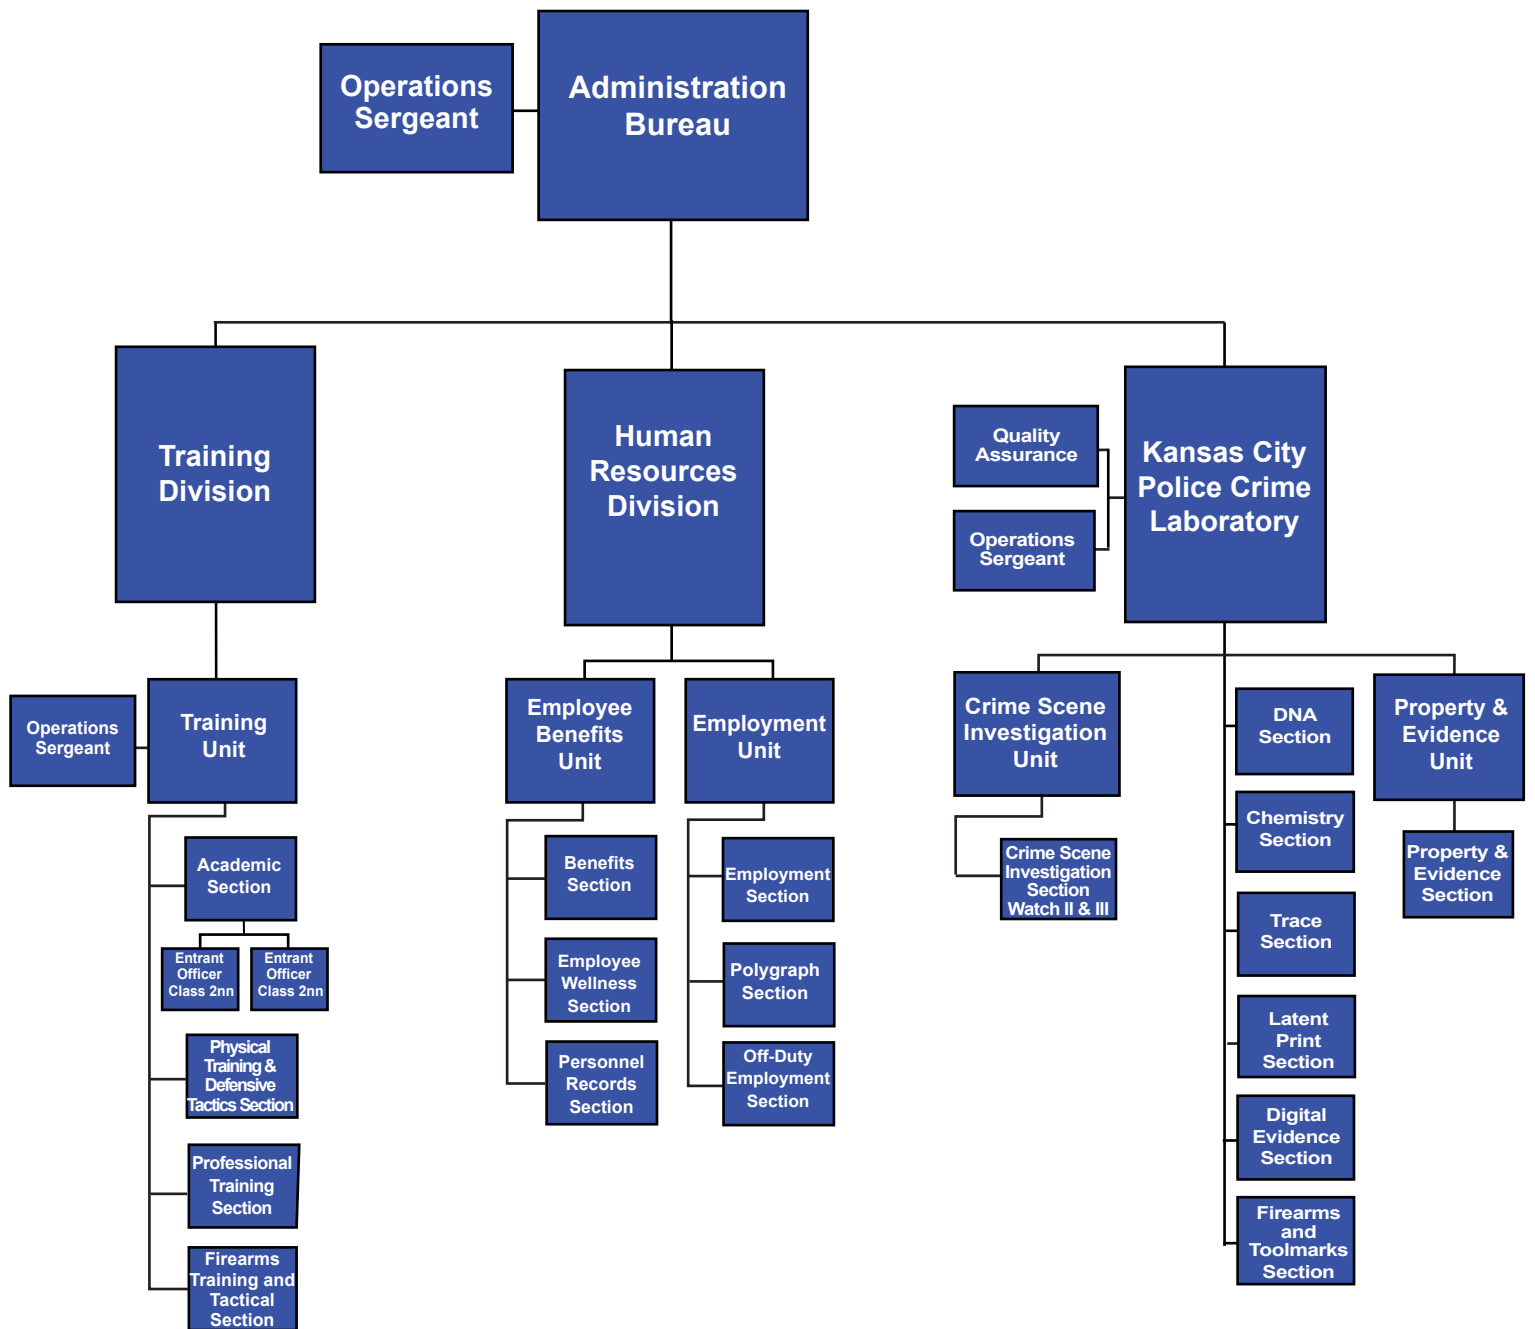 Operations
Sergeant
Administration
Bureau
Training
Division
Human
Resources
Division
Quality
Assurance
Operations
Sergeant
Kansas City
Police Crime
Laboratory
Operations
Sergeant
Training
Unit
Academic
Section
Entrant
Officer
Class 2nn
Entrant
Officer
Class 2nn
Physical
Training &
Defensive
Tactics Section
Professional
Training
Section
Firearms
Training and
Tactical
Section
Employee
Benefits
Unit
Benefits
Section
Employee
Wellness
Section
Personnel
Records
Section
Employment
Unit
Employment
Section
Polygraph
Section
Off-Duty
Employment
Section
Crime Scene
Investigation
Unit
Crime Scene
Investigation
Section
Watch II & III
DNA
Section
Chemistry
Section
Trace
Section
Latent
Print
Section
Digital
Evidence
Section
Firearms
and
Toolmarks
Section
Property &
Evidence
Unit
Property &
Evidence
Section